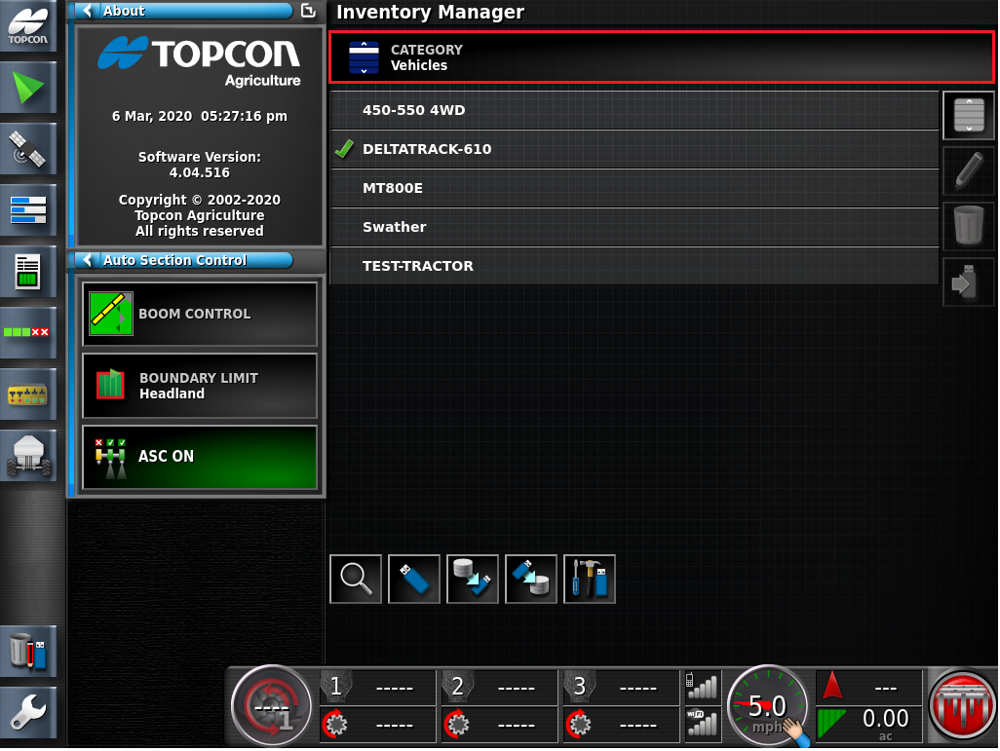 TOPCON
About
TOPCON
Agriculture
6 Mar, 2020 05:27:16 pm
Software Version:
4.04.516
Copyright © 2002-2020
Topcon Agriculture
All rights reserved
Auto Section Control
BOOM CONTROL
BOUNDARY LIMIT
Headland
ASC ON
Inventory Manager
CATEGORY
Vehicles
450-550 4WD
DELTATRACK-610
MT800E
Swather
TEST-TRACTOR
---
1
1 -----
-----
2 -----
-----
3 -----
-----
WiFi
5.0
mph
---
0.00
ac